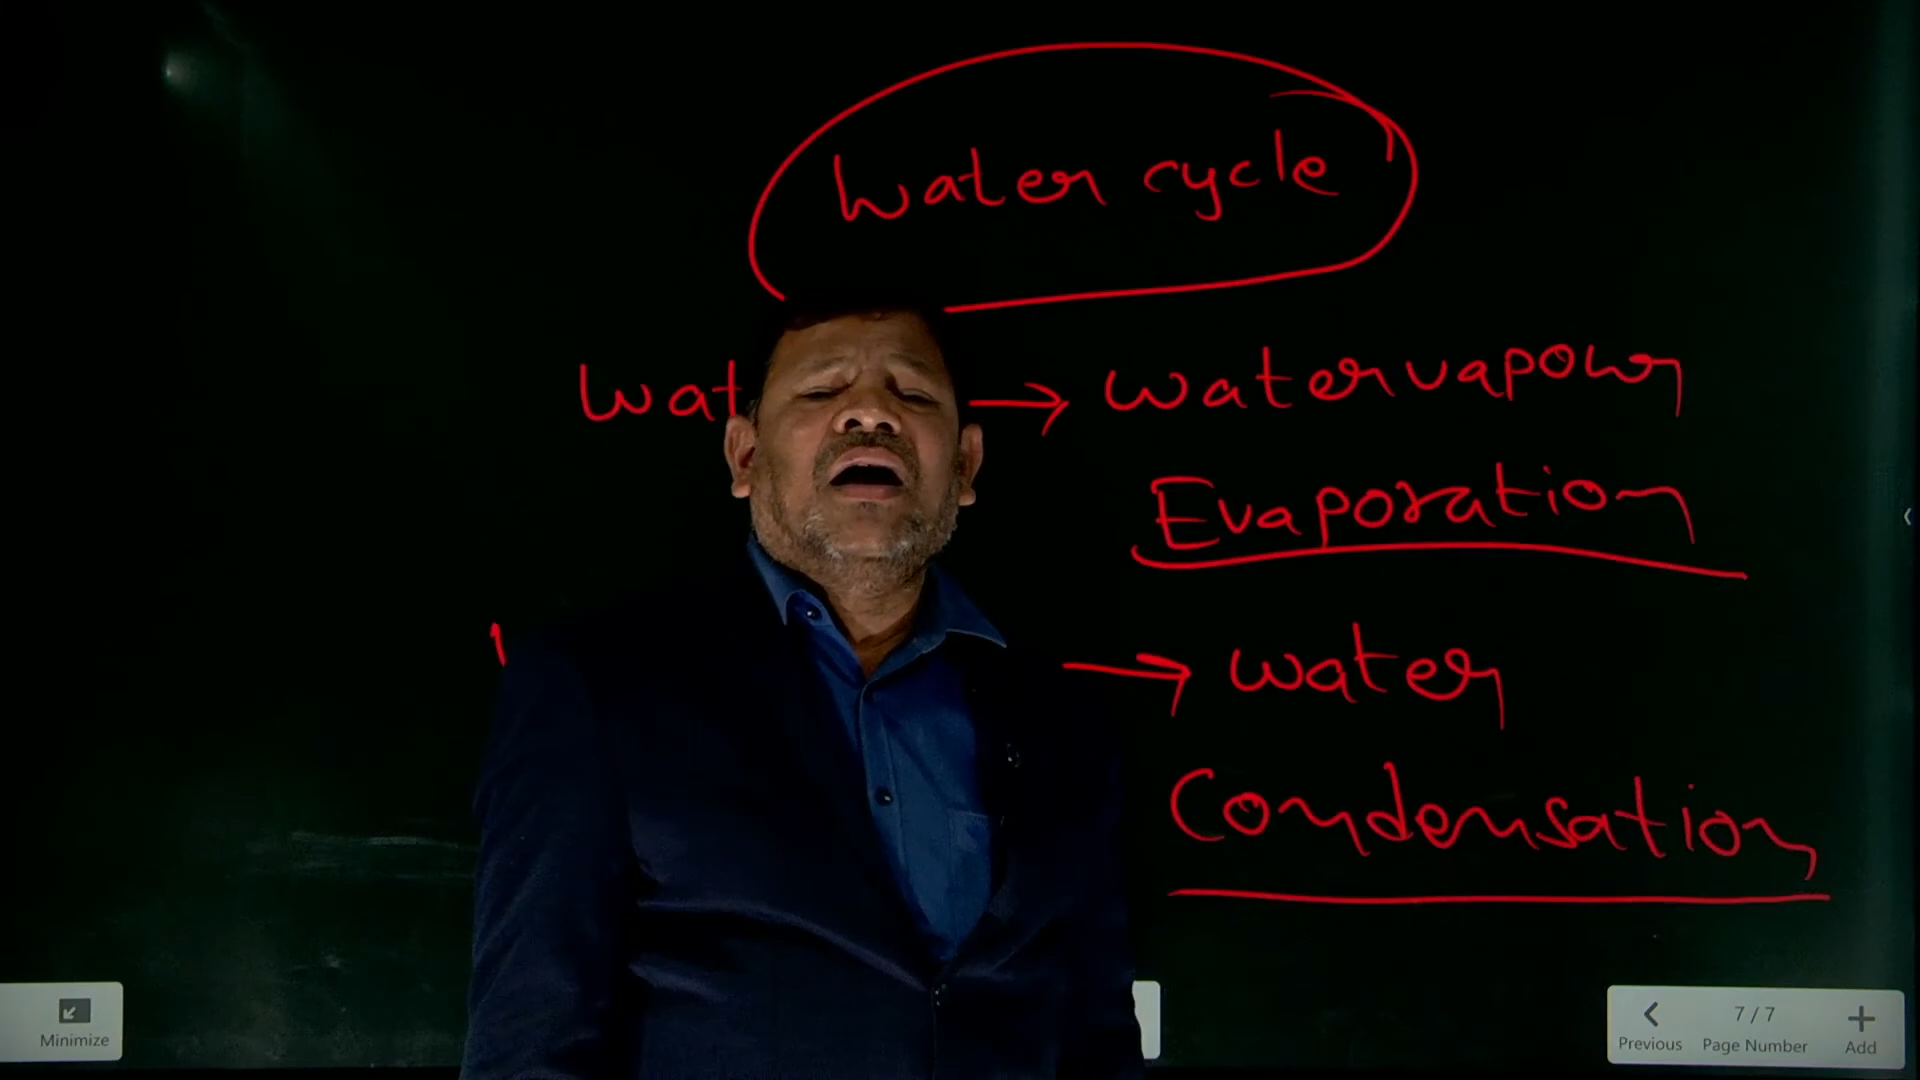 Water cycle
Wat → Watervapour
Evaporation
→ Water
Condensation
Minimize
Previous
7 / 7
Page Number
Add